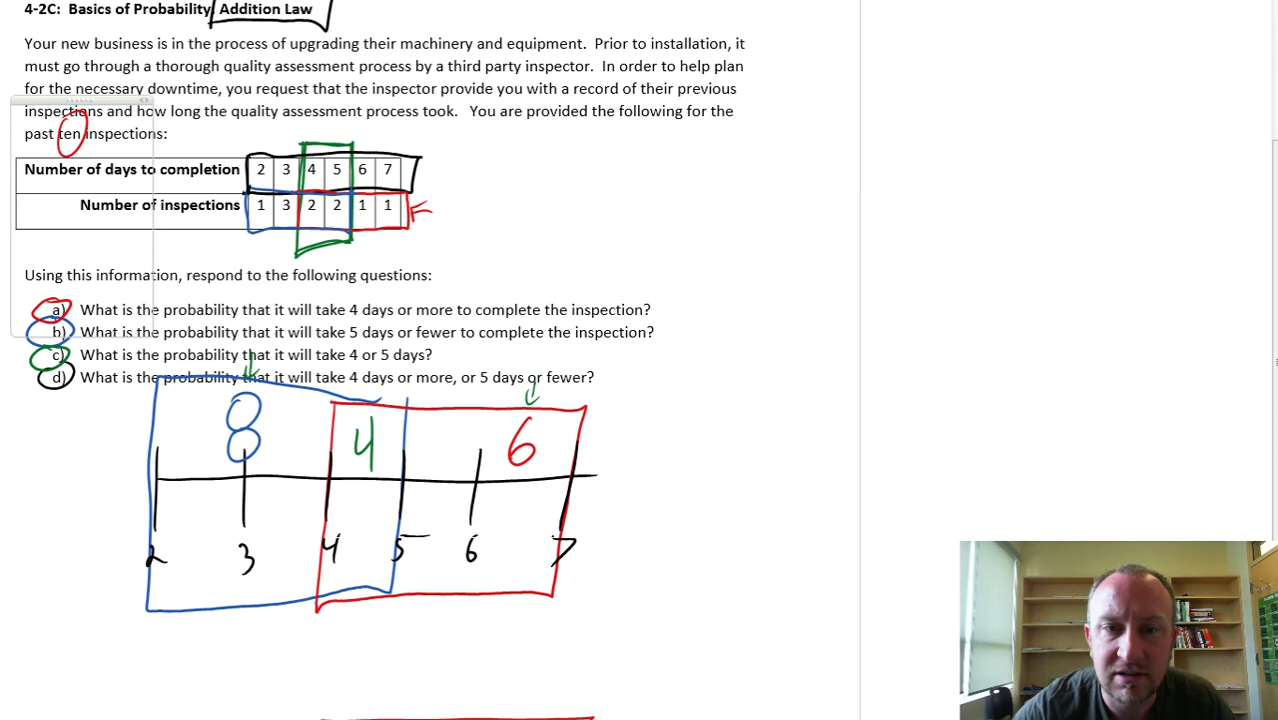 4-2C: Basics of Probability Addition Law
Your new business is in the process of upgrading their machinery and equipment. Prior to installation, it
must go through a thorough quality assessment process by a third party inspector. In order to help plan
for the necessary downtime, you request that the inspector provide you with a record of their previous
inspections and how long the quality assessment process took. You are provided the following for the
past ten inspections:
Number of days to completion 2 3 4 5 6 7
Number of inspections 1 3 2 2 1 1 F
Using this information, respond to the following questions:
a) What is the probability that it will take 4 days or more to complete the inspection?
b) What is the probability that it will take 5 days or fewer to complete the inspection?
c) What is the probability that it will take 4 or 5 days?
d) What is the probability that it will take 4 days or more, or 5 days or fewer?
8 4 6
2 3 4 5 6 7